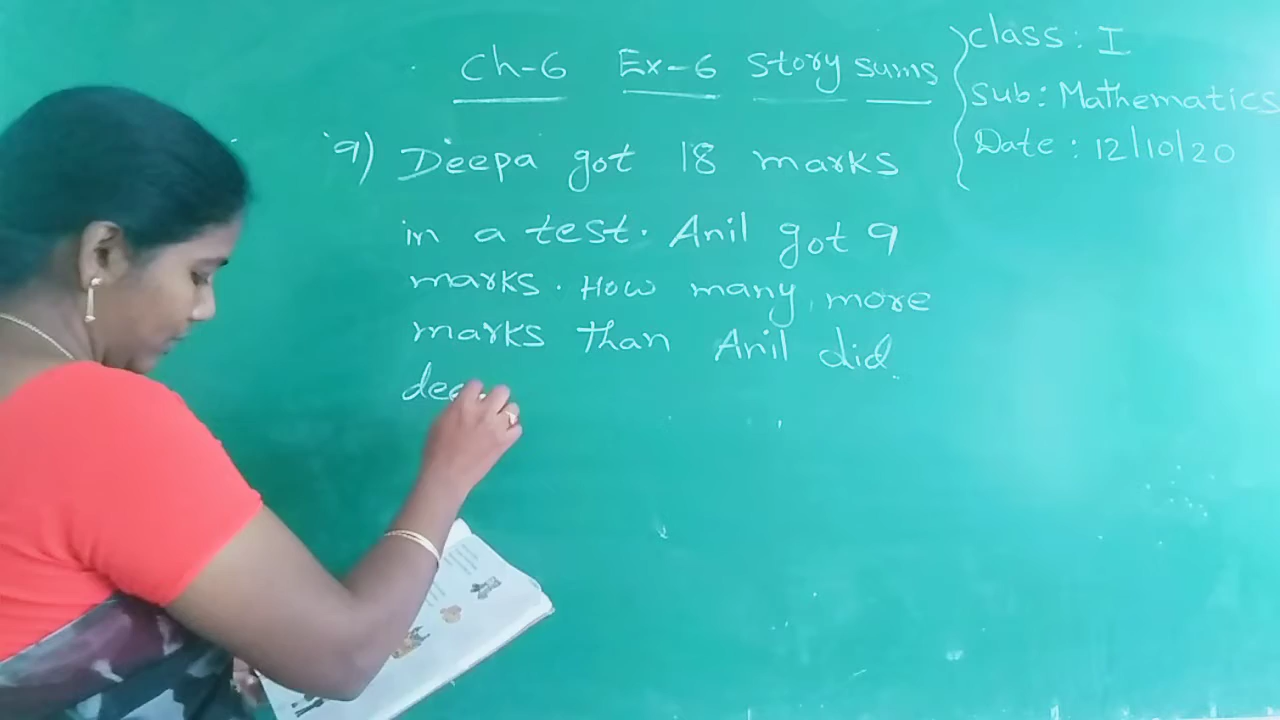 Ch-6 Ex-6 Story sums
class: I
Sub: Mathematics
Date: 12/10/20
9) Deepa got 18 marks
in a test. Anil got 9
marks. How many more
marks than Anil did